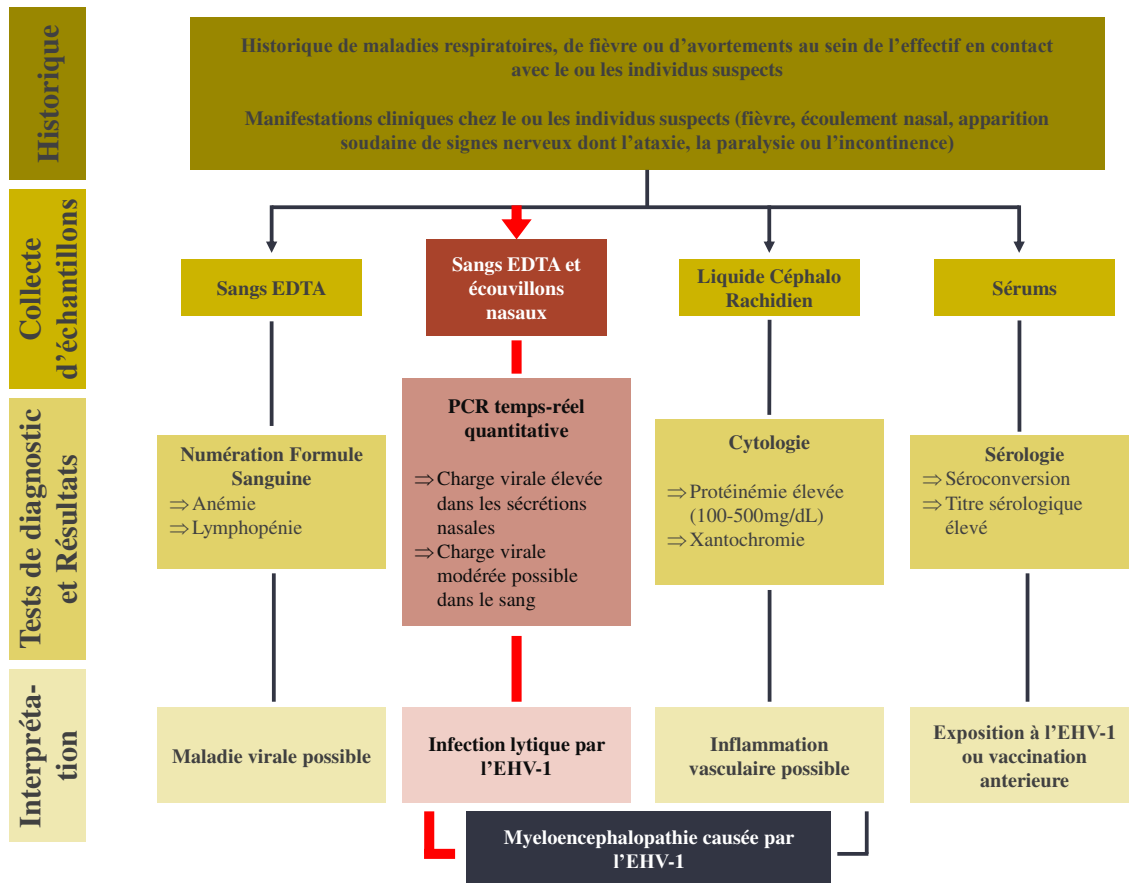 Historique
Historique de maladies respiratoires, de fièvre ou d’avortements au sein de l’effectif en contact
avec le ou les individus suspects
Manifestations cliniques chez le ou les individus suspects (fièvre, écoulement nasal, apparition
soudaine de signes nerveux dont l’ataxie, la paralysie ou l’incontinence)
Collecte
d’échantillons
Sangs EDTA
Sangs EDTA et
écouvillons
nasaux
Liquide Céphalo
Rachidien
Sérums
Tests de diagnostic
et Résultats
Numération Formule
Sanguine
⇒ Anémie
⇒ Lymphopénie
PCR temps-réel
quantitative
⇒ Charge virale élevée
dans les sécrétions
nasales
⇒ Charge virale
modérée possible
dans le sang
Cytologie
⇒ Protéinémie élevée
(100-500mg/dL)
⇒ Xantochromie
Sérologie
⇒ Séroconversion
⇒ Titre sérologique
élevé
Interpréta-
tion
Maladie virale possible
Infection lytique par
l’EHV-1
Inflammation
vasculaire possible
Exposition à l’EHV-1
ou vaccination
anterieure
Myeloencephalopathie causée par
l’EHV-1